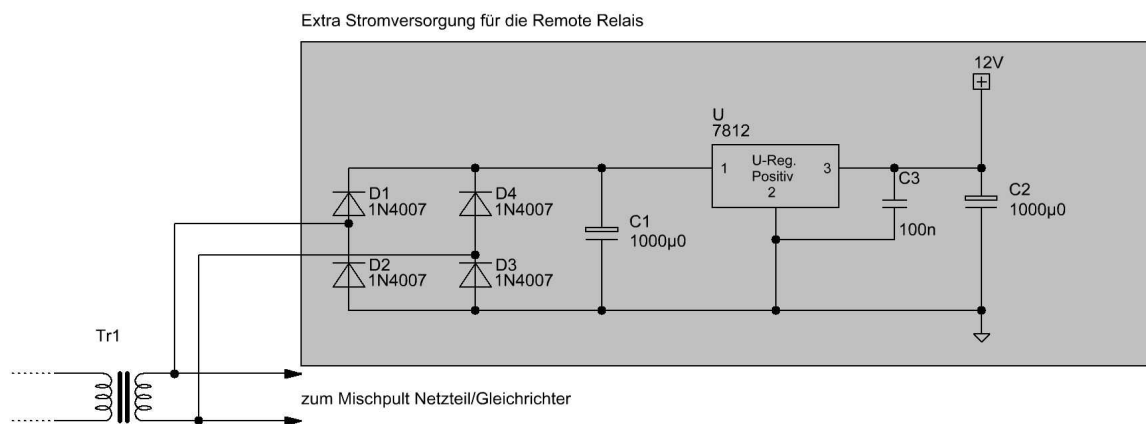 Extra Stromversorgung für die Remote Relais
12V
U
7812
1
U-Reg.
Positiv
2
3
C3
100n
C2
1000µ0
D1
1N4007
D4
1N4007
C1
1000µ0
D2
1N4007
D3
1N4007
Tr1
zum Mischpult Netzteil/Gleichrichter